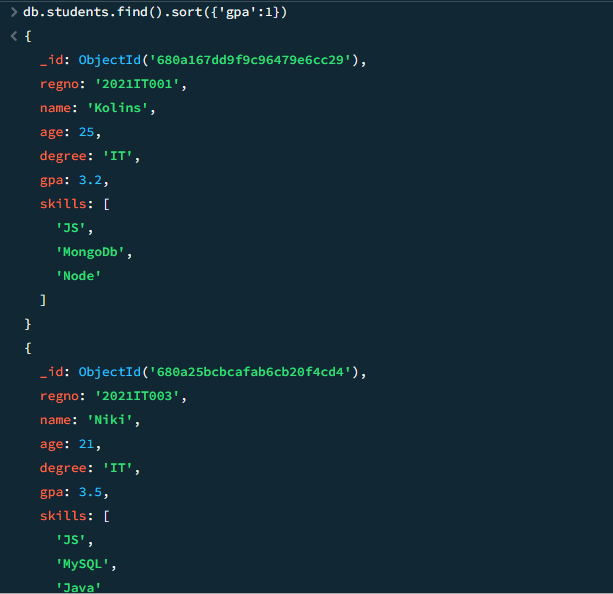 > db.students.find().sort({'gpa':1})
< {
_id: ObjectId('680a167dd9f9c96479e6cc29'),
regno: '2021IT001',
name: 'Kolins',
age: 25,
degree: 'IT',
gpa: 3.2,
skills: [
'JS',
'MongoDb',
'Node'
]
}
{
_id: ObjectId('680a25bcbcafab6cb20f4cd4'),
regno: '2021IT003',
name: 'Niki',
age: 21,
degree: 'IT',
gpa: 3.5,
skills: [
'JS',
'MySQL',
'Java'